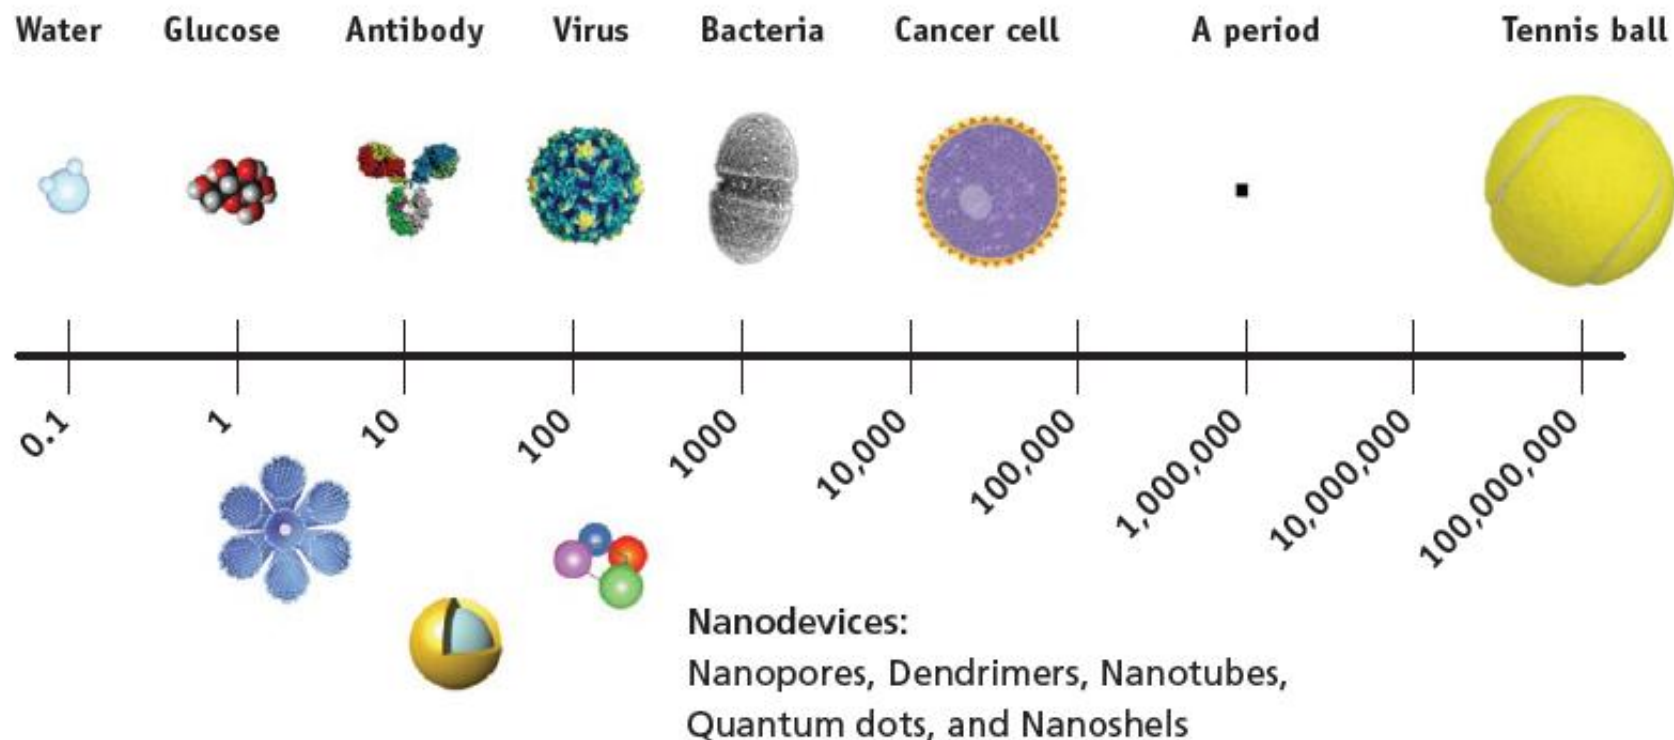 Water Glucose Antibody Virus Bacteria Cancer cell A period Tennis ball
0.1 1 10 100 1000 10,000 100,000 1,000,000 10,000,000 100,000,000
Nanodevices:
Nanopores, Dendrimers, Nanotubes,
Quantum dots, and Nanoshels